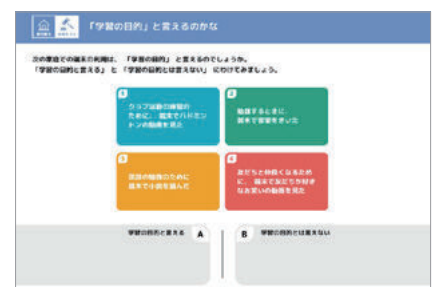 「学習の目的」と言えるのかな
次の家庭での端末の利用は、「学習の目的」と言えるのでしょうか。
「学習の目的と言える」と「学習の目的とは言えない」にわけてみましょう。
1
クラブ活動の練習の
ために、端末でバドミン
トンの動画を見た
2
勉強するときに、
端末で音楽をきいた
3
国語の勉強のために
端末で小説を読んだ
4
友だちと仲良くなるため
に、端末で友だちが好き
なお笑いの動画を見た
学習の目的と言える A
B 学習の目的とは言えない